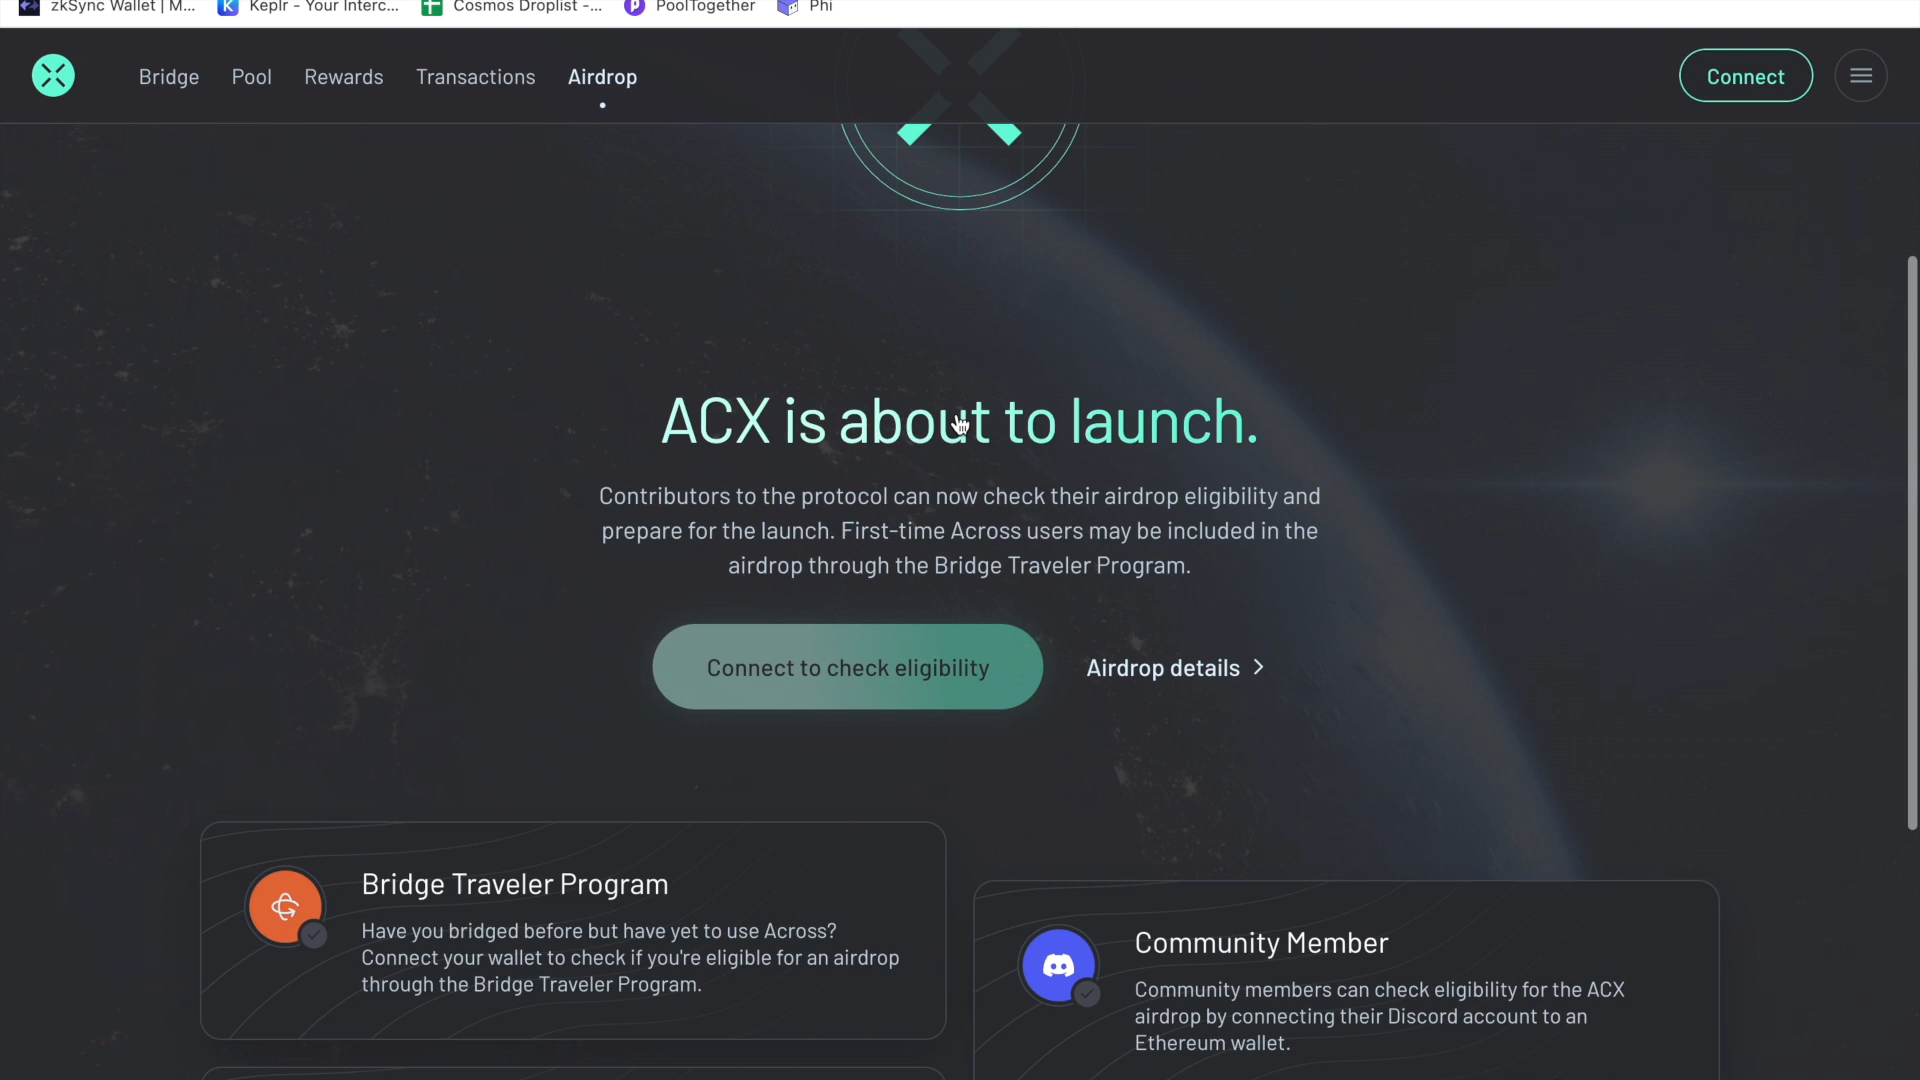 zkSync Wallet | M...
Keplr - Your Interc...
Cosmos Droplist -...
PoolTogether
Phi
Bridge
Pool
Rewards
Transactions
Airdrop
Connect
ACX is about to launch.
Contributors to the protocol can now check their airdrop eligibility and
prepare for the launch. First-time Across users may be included in the
airdrop through the Bridge Traveler Program.
Connect to check eligibility
Airdrop details
Bridge Traveler Program
Have you bridged before but have yet to use Across?
Connect your wallet to check if you're eligible for an airdrop
through the Bridge Traveler Program.
Community Member
Community members can check eligibility for the ACX
airdrop by connecting their Discord account to an
Ethereum wallet.